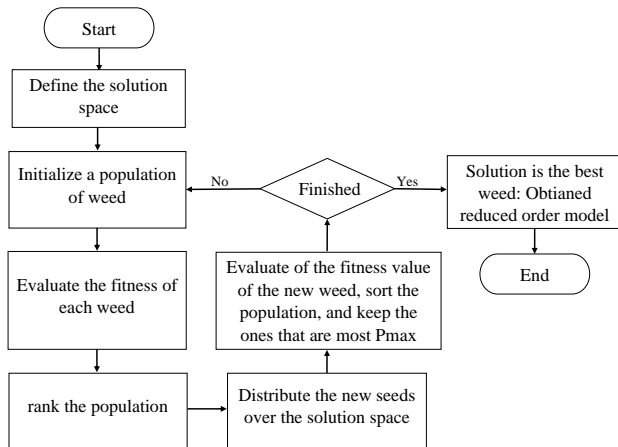 Start
Define the solution
space
Initialize a population
of weed
Evaluate the fitness of
each weed
rank the population
Distribute the new seeds
over the solution space
Evaluate of the fitness value
of the new weed, sort the
population, and keep the
ones that are most Pmax
Finished
No
Yes
Solution is the best
weed: Obtianed
reduced order model
End